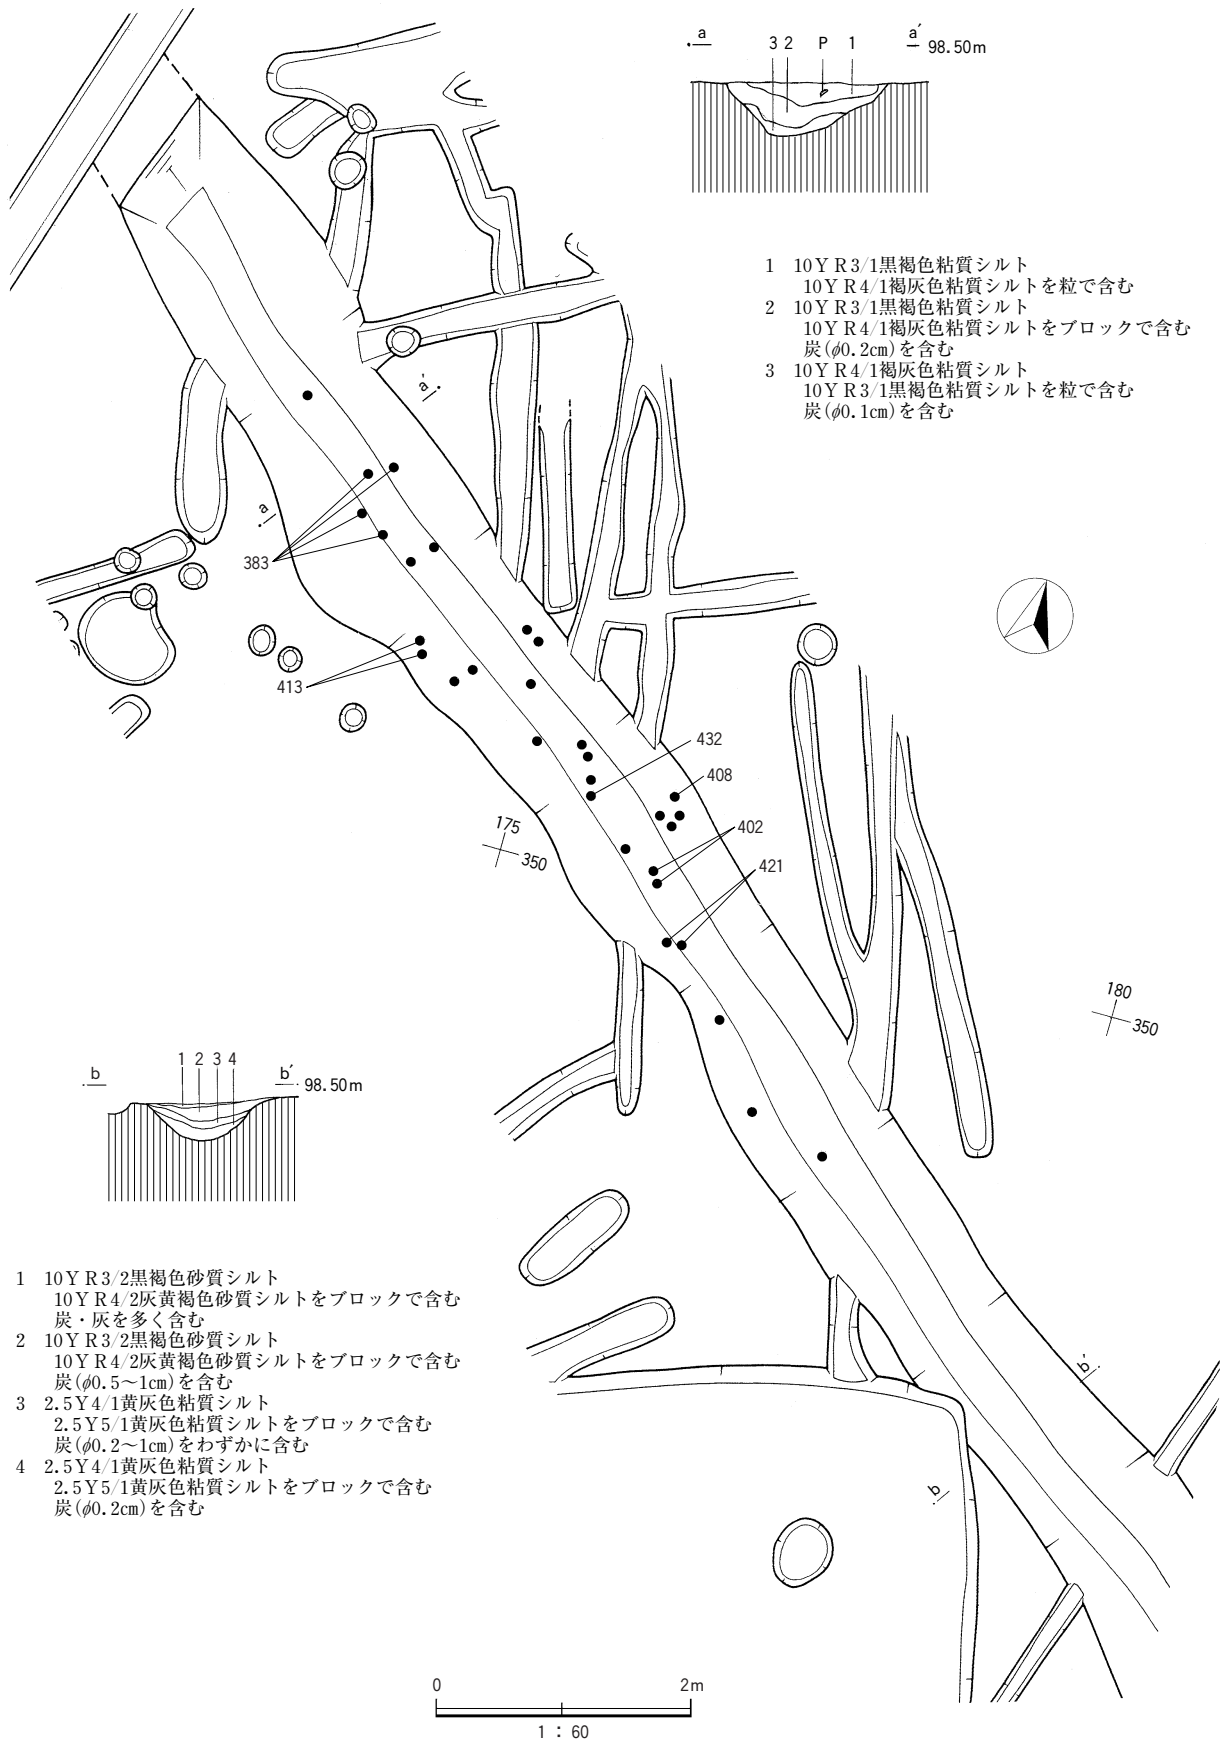 a a′ 98.50m
3 2 P 1
1 10ＹＲ3/1黒褐色粘質シルト
10ＹＲ4/1褐灰色粘質シルトを粒で含む
2 10ＹＲ3/1黒褐色粘質シルト
10ＹＲ4/1褐灰色粘質シルトをブロックで含む
炭(φ0.2㎝)を含む
3 10ＹＲ4/1褐灰色粘質シルト
10ＹＲ3/1黒褐色粘質シルトを粒で含む
炭(φ0.1㎝)を含む
a′
a
383
413
432
408
402
421
175
350
180
350
1 2 3 4
b b′ 98.50m
1 10ＹＲ3/2黒褐色砂質シルト
10ＹＲ4/2灰黄褐色砂質シルトをブロックで含む
炭・灰を多く含む
2 10ＹＲ3/2黒褐色砂質シルト
10ＹＲ4/2灰黄褐色砂質シルトをブロックで含む
炭(φ0.5～1㎝)を含む
3 2.5Ｙ4/1黄灰色粘質シルト
2.5Ｙ5/1黄灰色粘質シルトをブロックで含む
炭(φ0.2～1㎝)をわずかに含む
4 2.5Ｙ4/1黄灰色粘質シルト
2.5Ｙ5/1黄灰色粘質シルトをブロックで含む
炭(φ0.2㎝)を含む
b′
b
0 2m
1：60